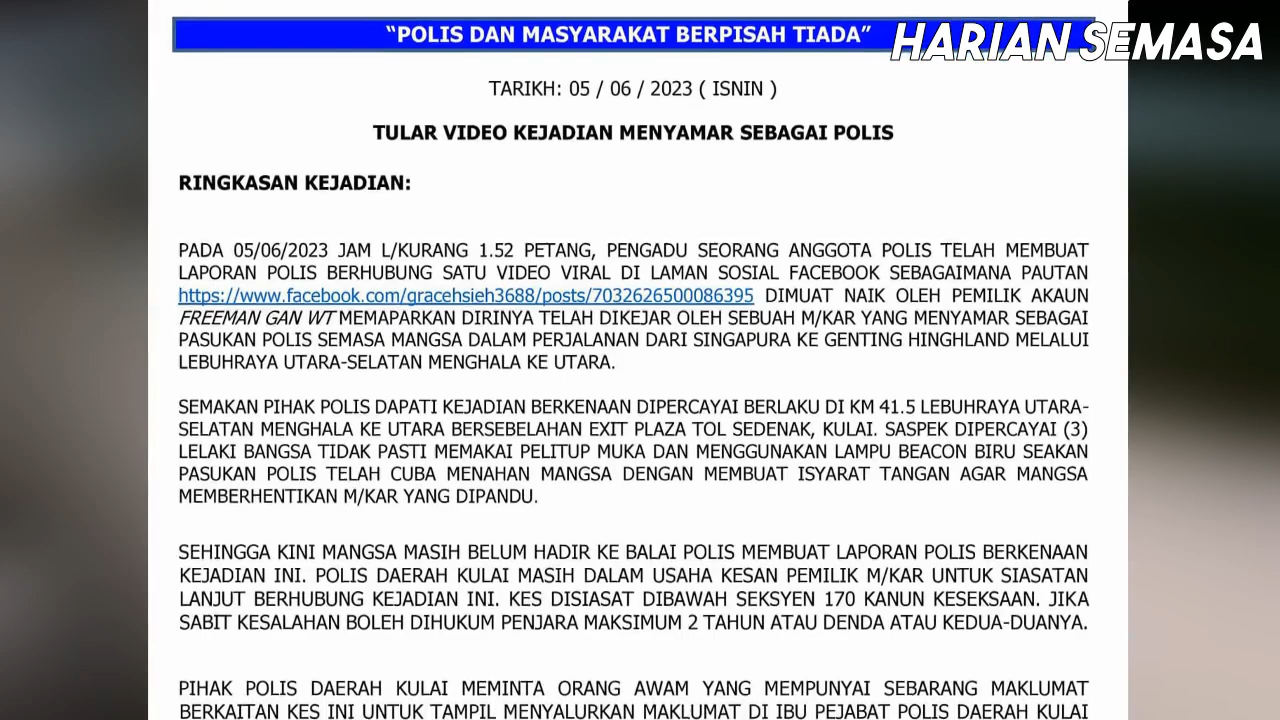 “POLIS DAN MASYARAKAT BERPISAH TIADA”
HARIAN SEMASA
TARIKH: 05 / 06 / 2023 ( ISNIN )
TULAR VIDEO KEJADIAN MENYAMAR SEBAGAI POLIS
RINGKASAN KEJADIAN:
PADA 05/06/2023 JAM L/KURANG 1.52 PETANG, PENGADU SEORANG ANGGOTA POLIS TELAH MEMBUAT
LAPORAN POLIS BERHUBUNG SATU VIDEO VIRAL DI LAMAN SOSIAL FACEBOOK SEBAGAIMANA PAUTAN
https://www.facebook.com/gracehsieh3688/posts/7032626500086395 DIMUAT NAIK OLEH PEMILIK AKAUN
FREEMAN GAN WT MEMAPARKAN DIRINYA TELAH DIKEJAR OLEH SEBUAH M/KAR YANG MENYAMAR SEBAGAI
PASUKAN POLIS SEMASA MANGSA DALAM PERJALANAN DARI SINGAPURA KE GENTING HINGHLAND MELALUI
LEBUHRAYA UTARA-SELATAN MENGHALA KE UTARA.
SEMAKAN PIHAK POLIS DAPATI KEJADIAN BERKENAAN DIPERCAYAI BERLAKU DI KM 41.5 LEBUHRAYA UTARA-
SELATAN MENGHALA KE UTARA BERSEBELAHAN EXIT PLAZA TOL SEDENAK, KULAI. SASPEK DIPERCAYAI (3)
LELAKI BANGSA TIDAK PASTI MEMAKAI PELITUP MUKA DAN MENGGUNAKAN LAMPU BEACON BIRU SEAKAN
PASUKAN POLIS TELAH CUBA MENAHAN MANGSA DENGAN MEMBUAT ISYARAT TANGAN AGAR MANGSA
MEMBERHENTIKAN M/KAR YANG DIPANDU.
SEHINGGA KINI MANGSA MASIH BELUM HADIR KE BALAI POLIS MEMBUAT LAPORAN POLIS BERKENAAN
KEJADIAN INI. POLIS DAERAH KULAI MASIH DALAM USAHA KESAN PEMILIK M/KAR UNTUK SIASATAN
LANJUT BERHUBUNG KEJADIAN INI. KES DISIASAT DIBAWAH SEKSYEN 170 KANUN KESEKSAAN. JIKA
SABIT KESALAHAN BOLEH DIHUKUM PENJARA MAKSIMUM 2 TAHUN ATAU DENDA ATAU KEDUA-DUANYA.
PIHAK POLIS DAERAH KULAI MEMINTA ORANG AWAM YANG MEMPUNYAI SEBARANG MAKLUMAT
BERKAITAN KES INI UNTUK TAMPIL MENYALURKAN MAKLUMAT DI IBU PEJABAT POLIS DAERAH KULAI